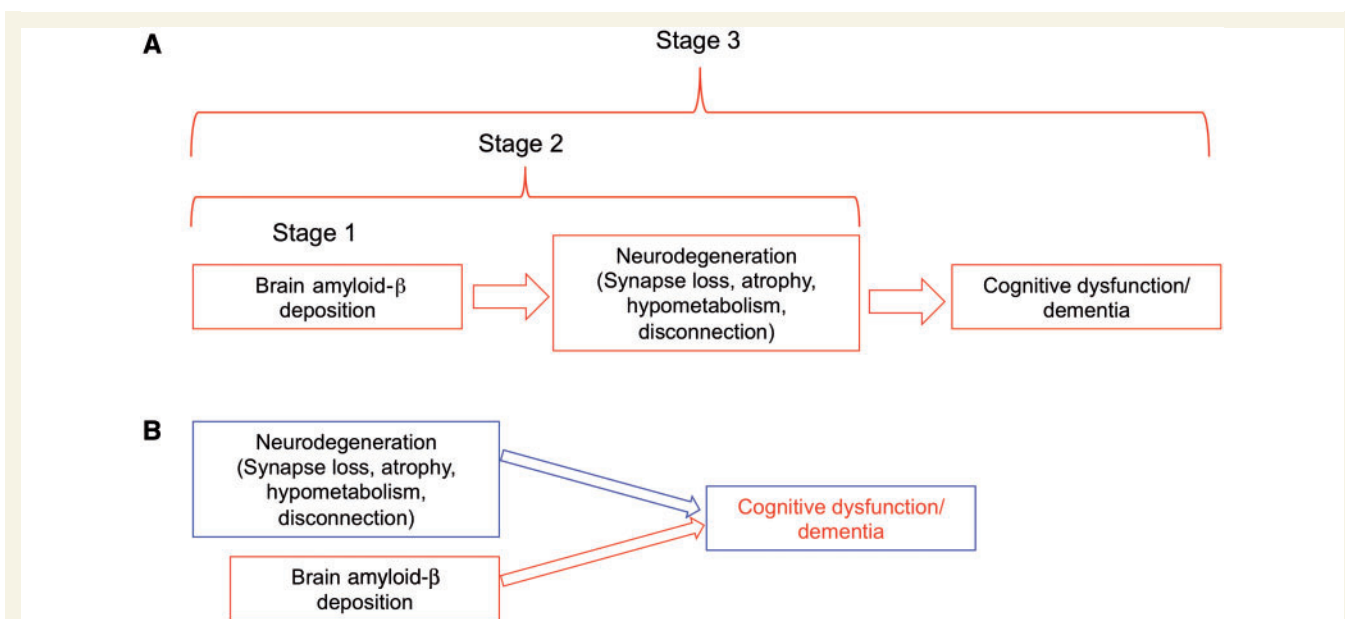 A
Stage 3
Stage 2
Stage 1
Brain amyloid-β
deposition
Neurodegeneration
(Synapse loss, atrophy,
hypometabolism,
disconnection)
Cognitive dysfunction/
dementia
B
Neurodegeneration
(Synapse loss, atrophy,
hypometabolism,
disconnection)
Cognitive dysfunction/
dementia
Brain amyloid-β
deposition